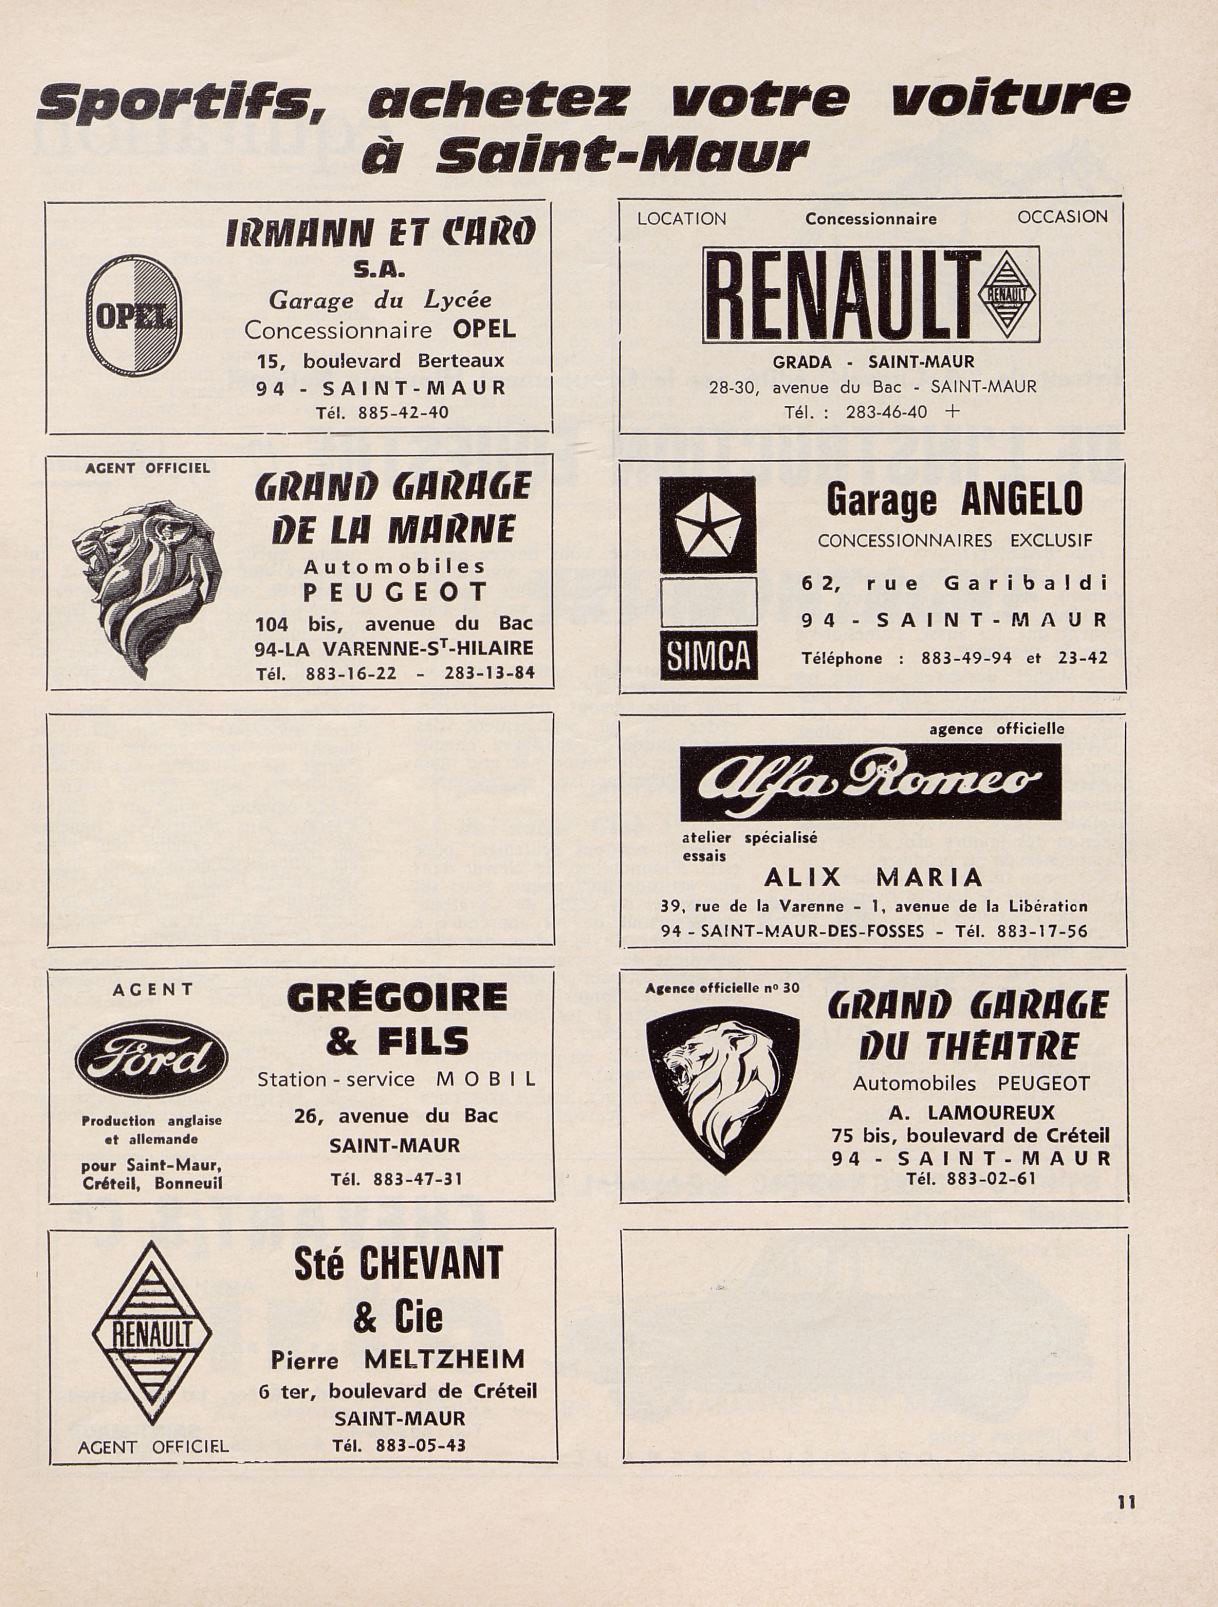 Sportifs, achetez votre voiture
à Saint-Maur
OPEL
IRMANN ET CARO
S.A.
Garage du Lycée
Concessionnaire OPEL
15, boulevard Berteaux
94 - SAINT-MAUR
Tél. 885-42-40
LOCATION Concessionnaire OCCASION
RENAULT
RENAULT
GRADA - SAINT-MAUR
28-30, avenue du Bac - SAINT-MAUR
Tél. : 283-46-40 +
AGENT OFFICIEL
GRAND GARAGE
DE LA MARNE
Automobiles
PEUGEOT
104 bis, avenue du Bac
94-LA VARENNE-ST-HILAIRE
Tél. 883-16-22 - 283-13-84
SIMCA
Garage ANGELO
CONCESSIONNAIRES EXCLUSIF
62, rue Garibaldi
94 - SAINT-MAUR
Téléphone : 883-49-94 et 23-42
agence officielle
Alfa Romeo
atelier spécialisé
essais
ALIX MARIA
39, rue de la Varenne - 1, avenue de la Libération
94 - SAINT-MAUR-DES-FOSSES - Tél. 883-17-56
AGENT
Ford
Production anglaise
et allemande
pour Saint-Maur,
Créteil, Bonneuil
GRÉGOIRE
& FILS
Station - service MOBIL
26, avenue du Bac
SAINT-MAUR
Tél. 883-47-31
Agence officielle nº 30
GRAND GARAGE
DU THÉATRE
Automobiles PEUGEOT
A. LAMOUREUX
75 bis, boulevard de Créteil
94 - SAINT-MAUR
Tél. 883-02-61
RENAULT
AGENT OFFICIEL
Sté CHEVANT
& Cie
Pierre MELTZHEIM
6 ter, boulevard de Créteil
SAINT-MAUR
Tél. 883-05-43
11